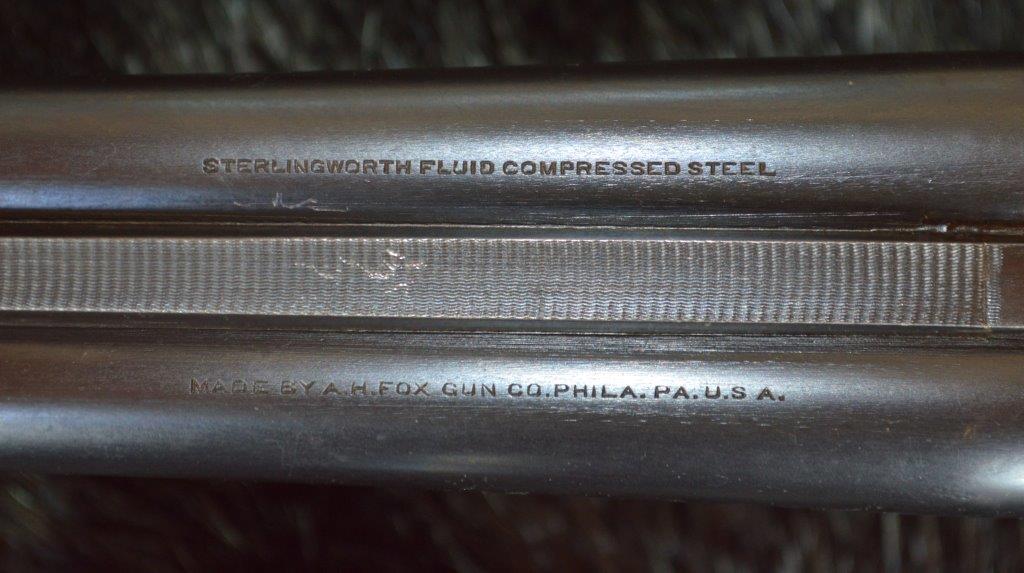 STERLINGWORTH FLUID COMPRESSED STEEL
MADE BY A.H.FOX GUN CO.PHILA. PA. U.S A.